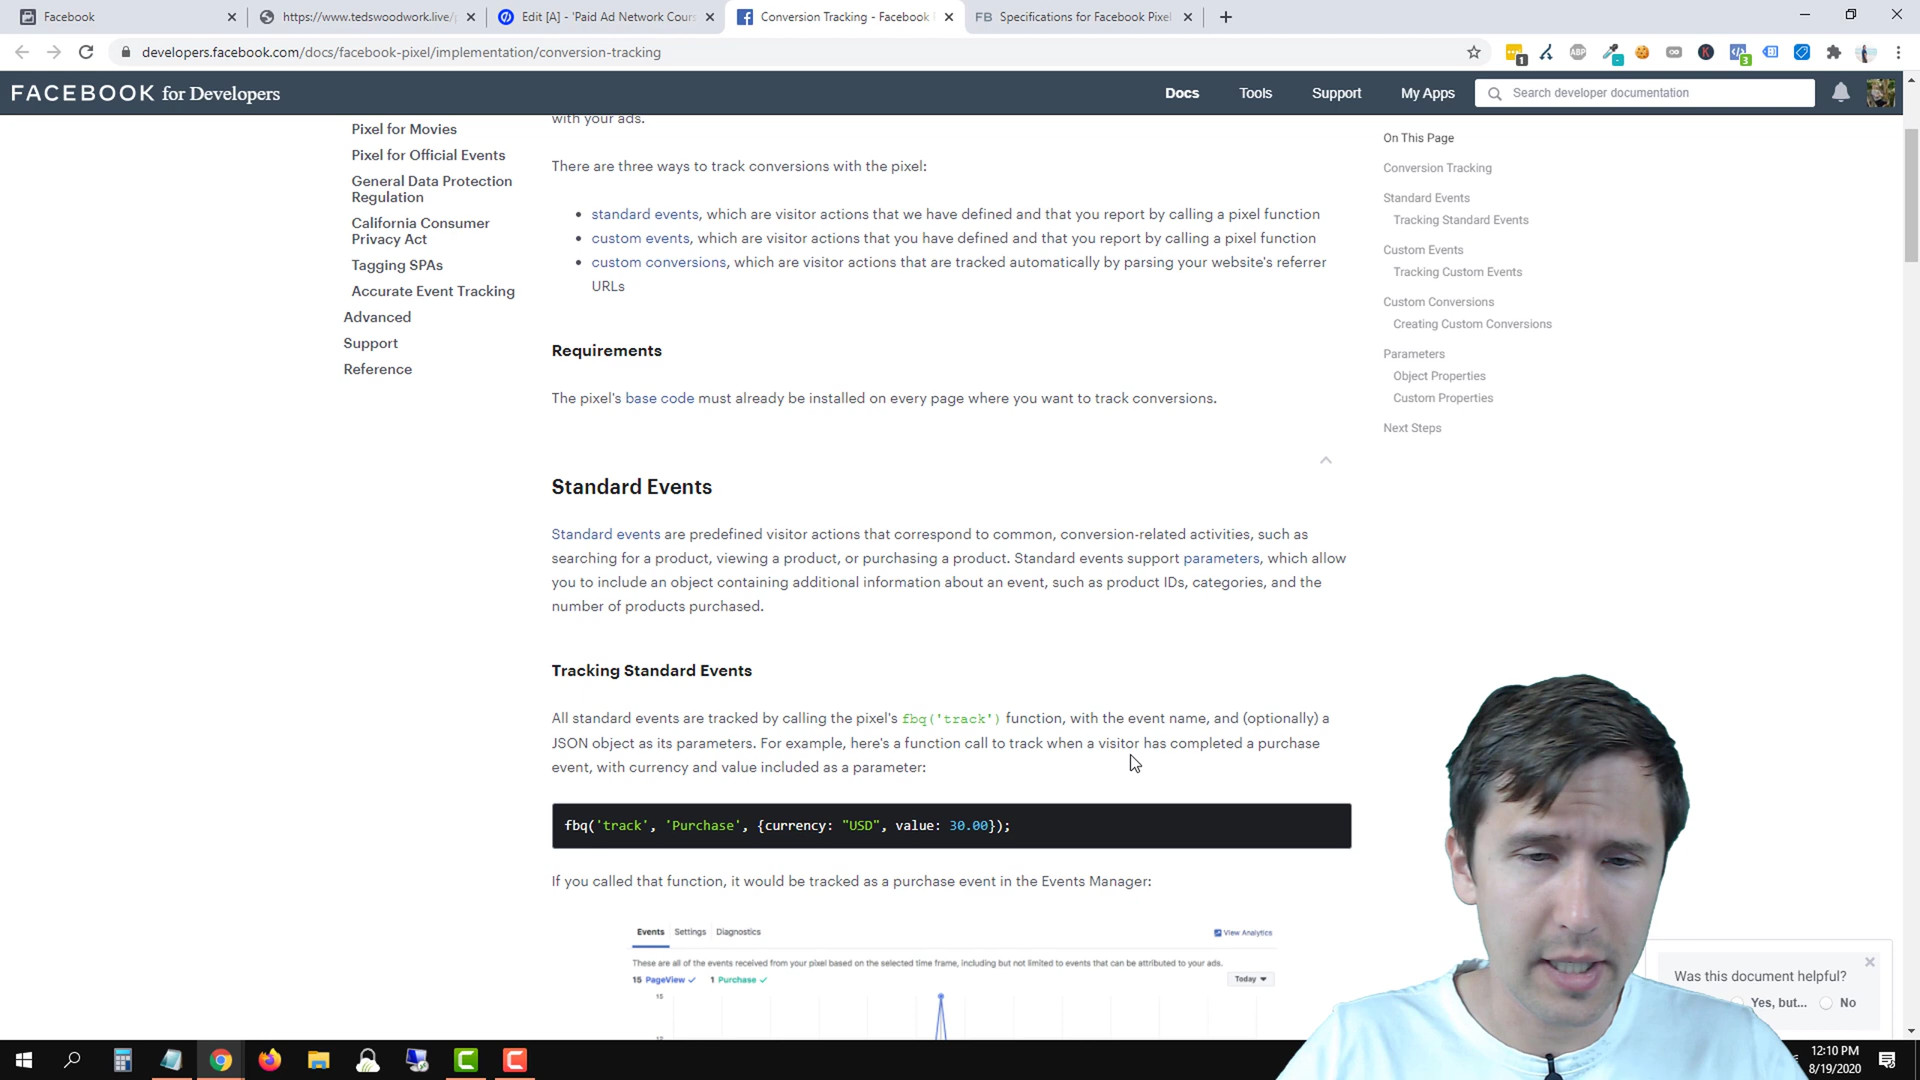 Facebook
https://www.tedswoodwork.live/
Edit [A] - 'Paid Ad Network Cour
Conversion Tracking - Facebook
FB Specifications for Facebook Pixel
developers.facebook.com/docs/facebook-pixel/implementation/conversion-tracking
1
ABP
3
FACEBOOK for Developers
Docs
Tools
Support
My Apps
Search developer documentation
Pixel for Movies
Pixel for Official Events
General Data Protection
Regulation
California Consumer
Privacy Act
Tagging SPAs
Accurate Event Tracking
Advanced
Support
Reference
with your ads.
There are three ways to track conversions with the pixel:
• standard events, which are visitor actions that we have defined and that you report by calling a pixel function
• custom events, which are visitor actions that you have defined and that you report by calling a pixel function
• custom conversions, which are visitor actions that are tracked automatically by parsing your website's referrer
URLs
Requirements
The pixel's base code must already be installed on every page where you want to track conversions.
Standard Events
Standard events are predefined visitor actions that correspond to common, conversion-related activities, such as
searching for a product, viewing a product, or purchasing a product. Standard events support parameters, which allow
you to include an object containing additional information about an event, such as product IDs, categories, and the
number of products purchased.
Tracking Standard Events
All standard events are tracked by calling the pixel's fbq('track') function, with the event name, and (optionally) a
JSON object as its parameters. For example, here's a function call to track when a visitor has completed a purchase
event, with currency and value included as a parameter:
fbq('track', 'Purchase', {currency: "USD", value: 30.00});
If you called that function, it would be tracked as a purchase event in the Events Manager:
Events Settings Diagnostics
View Analytics
These are all of the events received from your pixel based on the selected time frame, including but not limited to events that can be attributed to your ads.
15 PageView ✓ 1 Purchase ✓
Today
15
On This Page
Conversion Tracking
Standard Events
Tracking Standard Events
Custom Events
Tracking Custom Events
Custom Conversions
Creating Custom Conversions
Parameters
Object Properties
Custom Properties
Next Steps
Was this document helpful?
Yes, but...
No
12:10 PM
8/19/2020